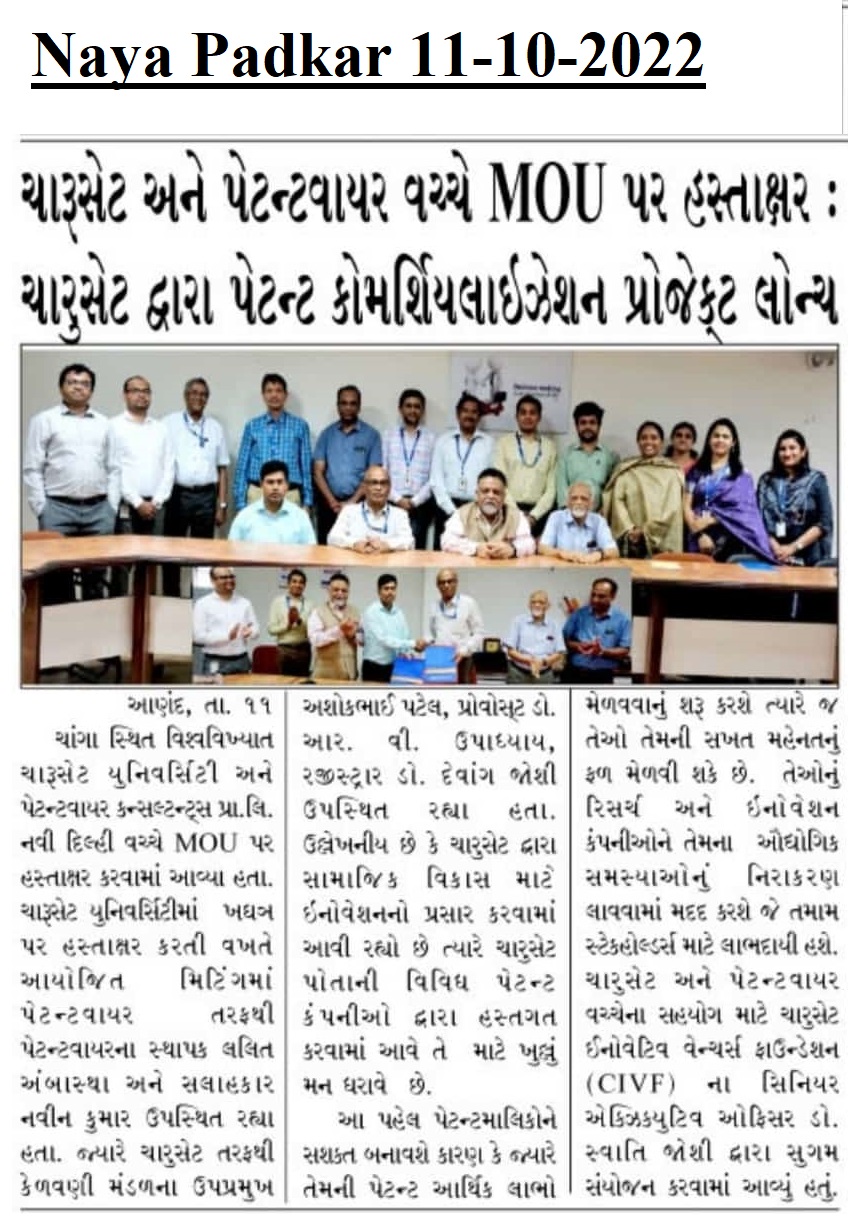 Naya Padkar 11-10-2022
ચારૂસેટ અને પેટન્ટવાયર વચ્ચે MOU પર હસ્તાક્ષર :
ચારુસેટ દ્વારા પેટન્ટ કોમર્શિયલાઇઝેશન પ્રોજેક્ટ લોન્ચ
આણંદ, તા. ૧૧
ચાંગા સ્થિત વિશ્વવિખ્યાત
ચારૂસેટ યુનિવર્સિટી અને
પેટન્ટવાયર કન્સલ્ટન્ટ્સ પ્રા.લિ.
નવી દિલ્હી વચ્ચે MOU પર
હસ્તાક્ષર કરવામાં આવ્યા હતા.
ચારૂસેટ યુનિવર્સિટીમાં ખઘઞ
પર હસ્તાક્ષર કરતી વખતે
આયોજિત મિટિંગમાં
પેટન્ટવાયર તરફથી
પેટન્ટવાયરના સ્થાપક લલિત
અંબાસ્થા અને સલાહકાર
નવીન કુમાર ઉપસ્થિત રહ્યા
હતા. જ્યારે ચારુસેટ તરફથી
કેળવણી મંડળના ઉપપ્રમુખ
અશોકભાઈ પટેલ, પ્રોવોસ્ટ ડો.
આર. વી. ઉપાધ્યાય,
રજીસ્ટ્રાર ડો. દેવાંગ જોશી
ઉપસ્થિત રહ્યા હતા.
ઉલ્લેખનીય છે કે ચારુસેટ દ્વારા
સામાજિક વિકાસ માટે
ઇનોવેશનનો પ્રસાર કરવામાં
આવી રહ્યો છે ત્યારે ચારુસેટ
પોતાની વિવિધ પેટન્ટ
કંપનીઓ દ્વારા હસ્તગત
કરવામાં આવે તે માટે ખુલ્લું
મન ધરાવે છે.
આ પહેલ પેટન્ટમાલિકોને
સશક્ત બનાવશે કારણ કે જ્યારે
તેમની પેટન્ટ આર્થિક લાભો
મેળવવાનું શરૂ કરશે ત્યારે જ
તેઓ તેમની સખત મહેનતનું
ફળ મેળવી શકે છે. તેઓનું
રિસર્ચ અને ઇનોવેશન
કંપનીઓને તેમના ઔદ્યોગિક
સમસ્યાઓનું નિરાકરણ
લાવવામાં મદદ કરશે જે તમામ
સ્ટેકહોલ્ડર્સ માટે લાભદાયી હશે.
ચારુસેટ અને પેટન્ટવાયર
વચ્ચેના સહયોગ માટે ચારુસેટ
ઈનોવેટિવ વેન્ચર્સ ફાઉન્ડેશન
(CIVF) ના સિનિયર
એક્ઝિક્યુટિવ ઓફિસર ડો.
સ્વાતિ જોશી દ્વારા સુગમ
સંયોજન કરવામાં આવ્યું હતું.